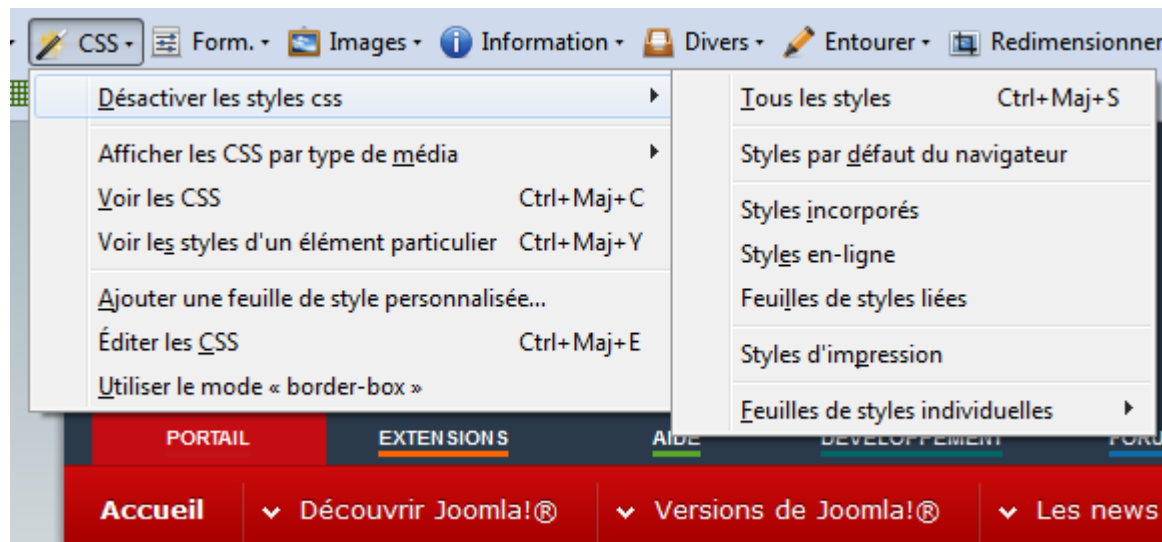 CSS Form. Images Information Divers Entourer Redimensionner
Désactiver les styles css
Afficher les CSS par type de média
Voir les CSS Ctrl+Maj+C
Voir les styles d'un élément particulier Ctrl+Maj+Y
Ajouter une feuille de style personnalisée...
Éditer les CSS Ctrl+Maj+E
Utiliser le mode « border-box »
Tous les styles Ctrl+Maj+S
Styles par défaut du navigateur
Styles incorporés
Styles en-ligne
Feuilles de styles liées
Styles d'impression
Feuilles de styles individuelles
PORTAIL EXTENSIONS AIDE DÉVELOPPEMENT
Accueil Découvrir Joomla!® Versions de Joomla!® Les news